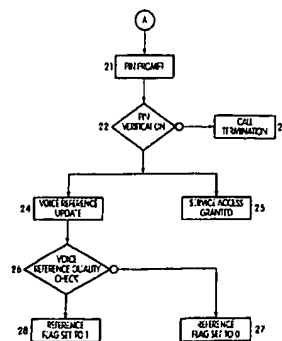 A
21 PIN PROMPT
PIN
22 VERIFICATION
CALL
TERMINATION 2
24 VOICE REFERENCE
UPDATE
SERVICE ACCESS 25
GRANTED
VOICE
26 REFERENCE QUALITY
CHECK
28 REFERENCE
FLAG SET TO 1
REFERENCE 27
FLAG SET TO 0